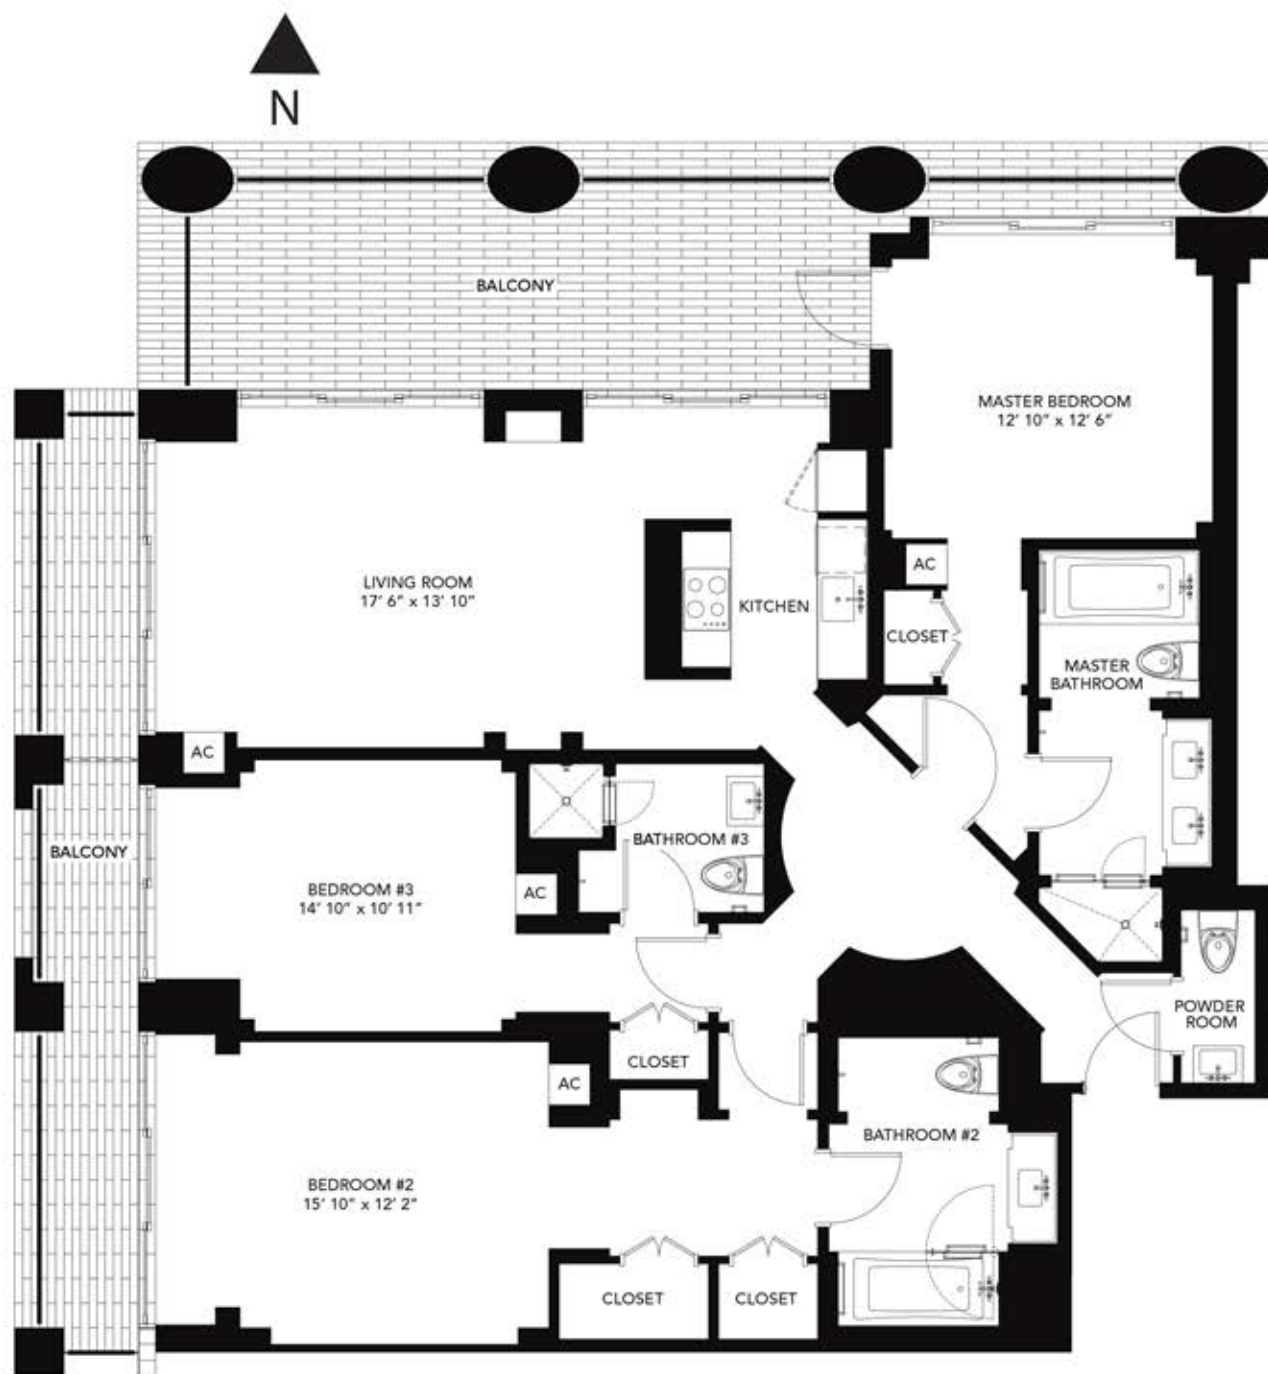 N
BALCONY
MASTER BEDROOM
12' 10" x 12' 6"
LIVING ROOM
17' 6" x 13' 10"
KITCHEN
AC
CLOSET
MASTER
BATHROOM
AC
BALCONY
BATHROOM #3
BEDROOM #3
14' 10" x 10' 11"
AC
POWDER
ROOM
CLOSET
AC
BATHROOM #2
BEDROOM #2
15' 10" x 12' 2"
CLOSET
CLOSET